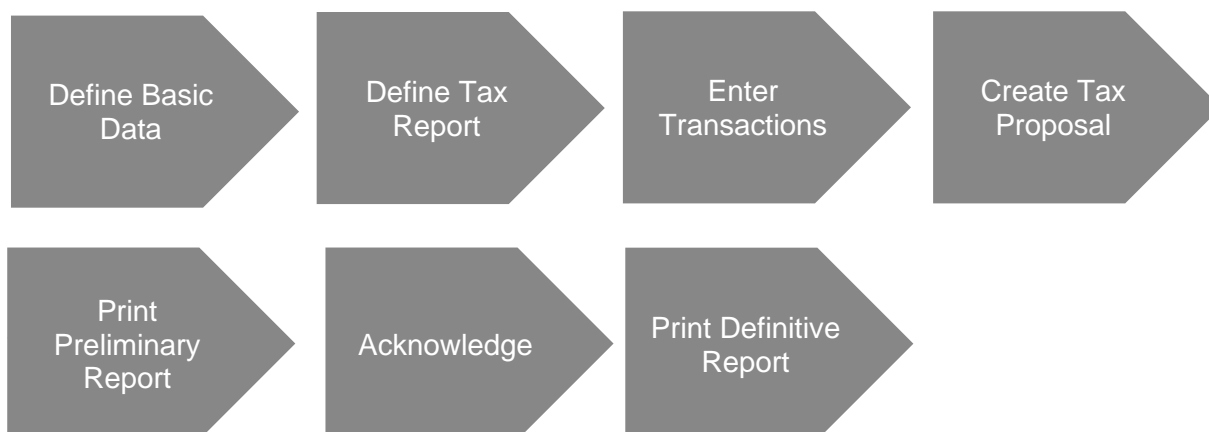 Define Basic
Data
Define Tax
Report
Enter
Transactions
Create Tax
Proposal
Print
Preliminary
Report
Acknowledge
Print Definitive
Report